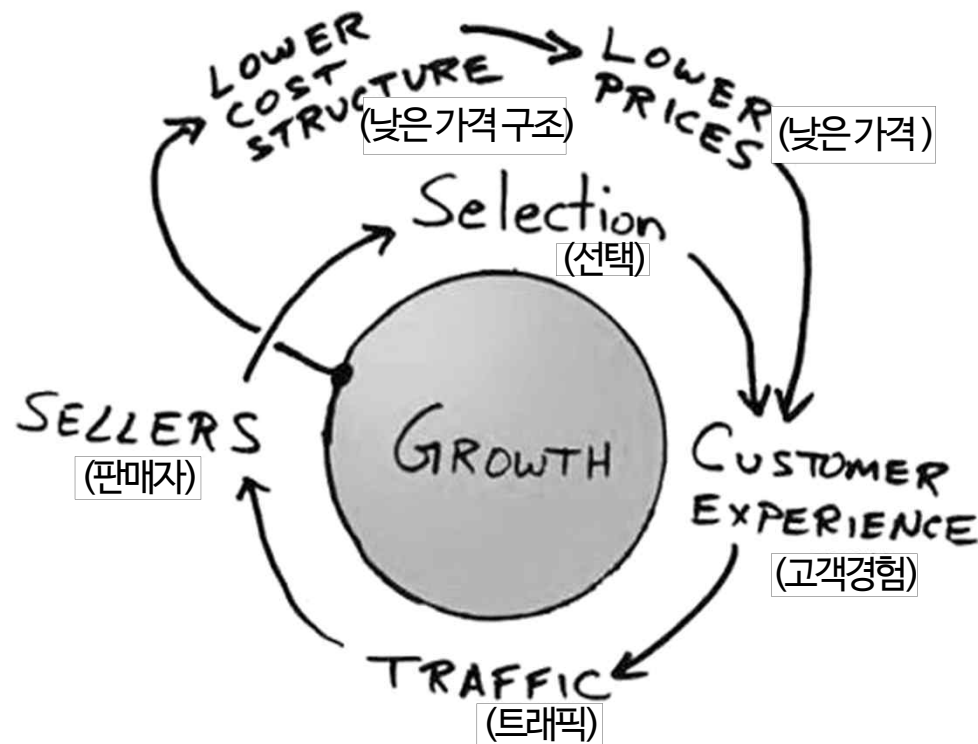 LOWER
COST
STRUCTURE
(낮은 가격 구조)
LOWER
PRICES
(낮은 가격 )
Selection
(선택)
SELLERS
(판매자)
GROWTH
CUSTOMER
EXPERIENCE
(고객경험)
TRAFFIC
(트래픽)